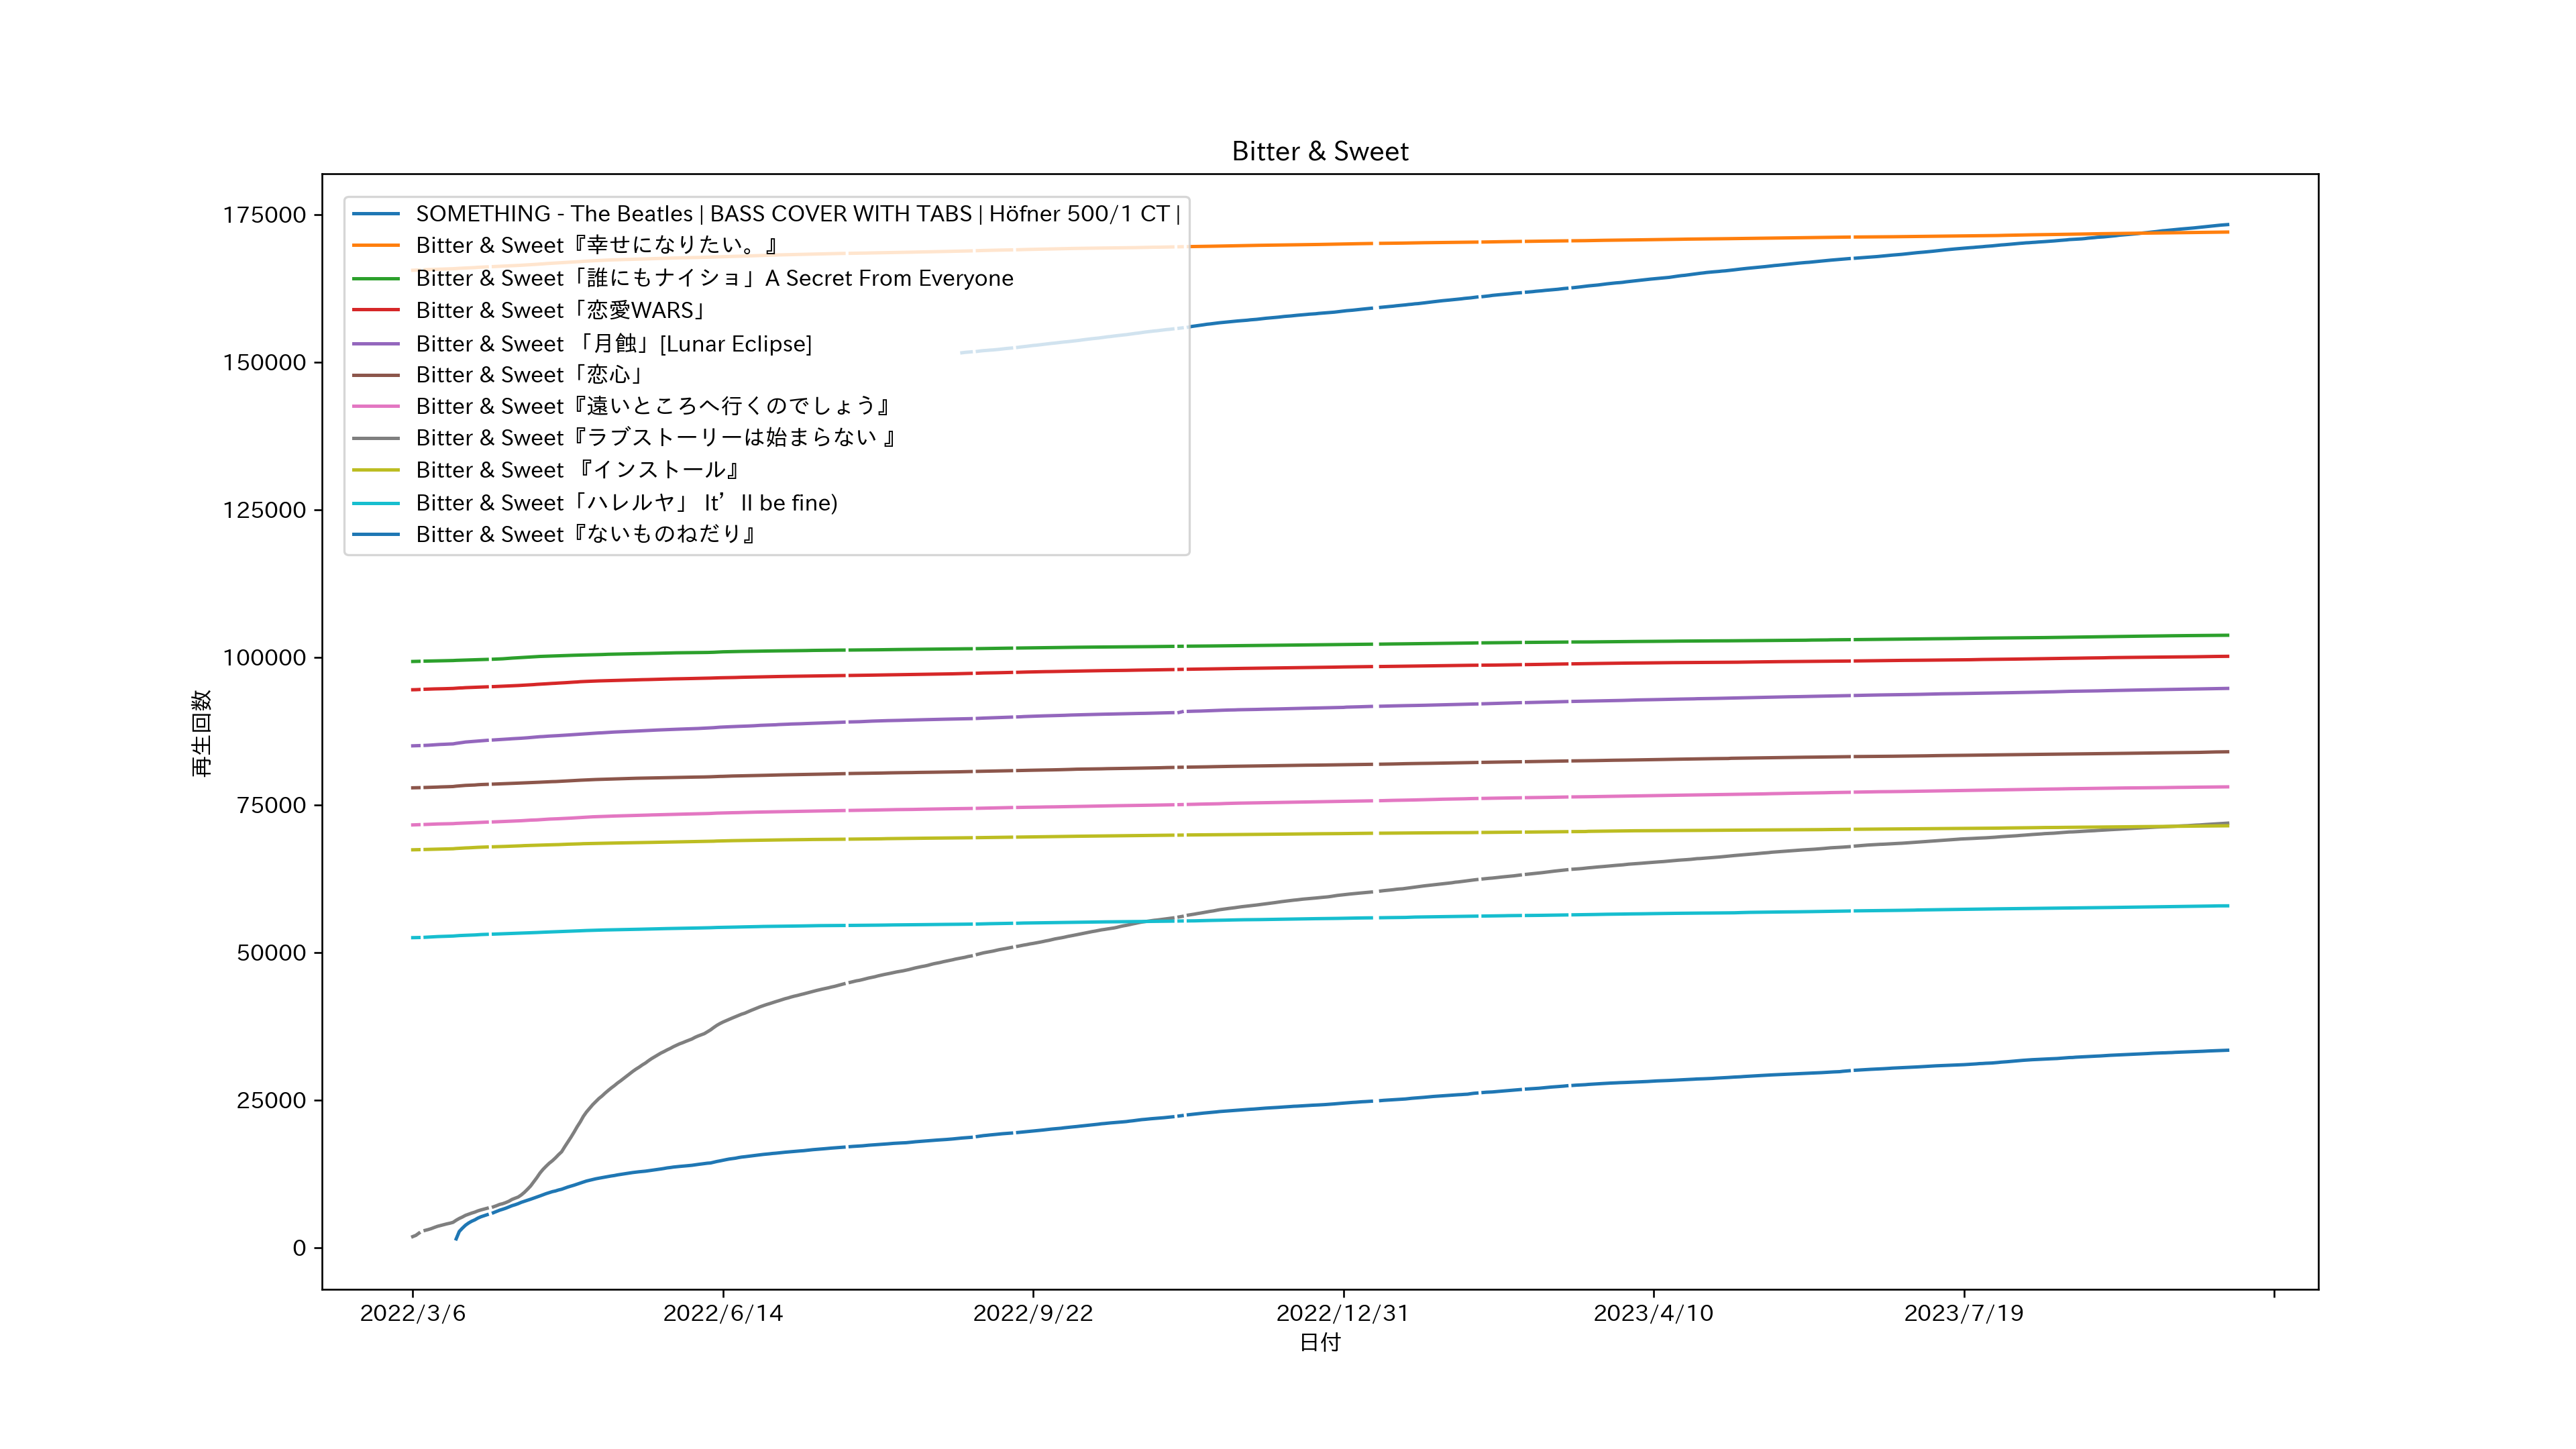 Bitter & Sweet
175000
150000
125000
100000
75000
50000
25000
0
再生回数
SOMETHING - The Beatles | BASS COVER WITH TABS | Höfner 500/1 CT |
Bitter & Sweet『幸せになりたい。』
Bitter & Sweet「誰にもナイショ」A Secret From Everyone
Bitter & Sweet「恋愛WARS」
Bitter & Sweet 「月蝕」[Lunar Eclipse]
Bitter & Sweet「恋心」
Bitter & Sweet『遠いところへ行くのでしょう』
Bitter & Sweet『ラブストーリーは始まらない 』
Bitter & Sweet 『インストール』
Bitter & Sweet「ハレルヤ」 It’ll be fine)
Bitter & Sweet『ないものねだり』
2022/3/6 2022/6/14 2022/9/22 2022/12/31 2023/4/10 2023/7/19
日付